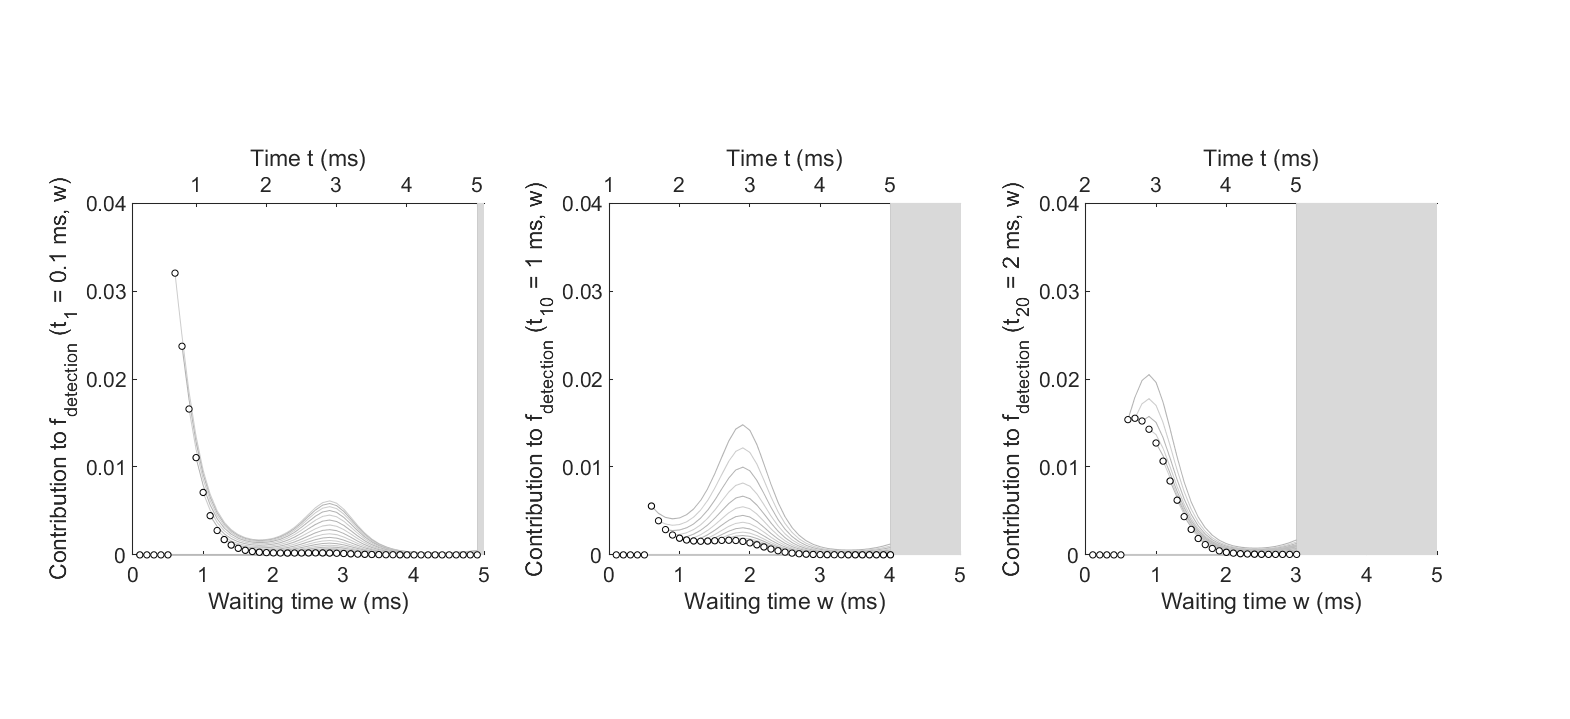 Time t (ms)
1 2 3 4 5
Contribution to f_detection (t_1 = 0.1 ms, w)
0.04
0.03
0.02
0.01
0
0 1 2 3 4 5
Waiting time w (ms)
Time t (ms)
1 2 3 4 5
Contribution to f_detection (t_10 = 1 ms, w)
0.04
0.03
0.02
0.01
0
0 1 2 3 4 5
Waiting time w (ms)
Time t (ms)
2 3 4 5
Contribution to f_detection (t_20 = 2 ms, w)
0.04
0.03
0.02
0.01
0
0 1 2 3 4 5
Waiting time w (ms)